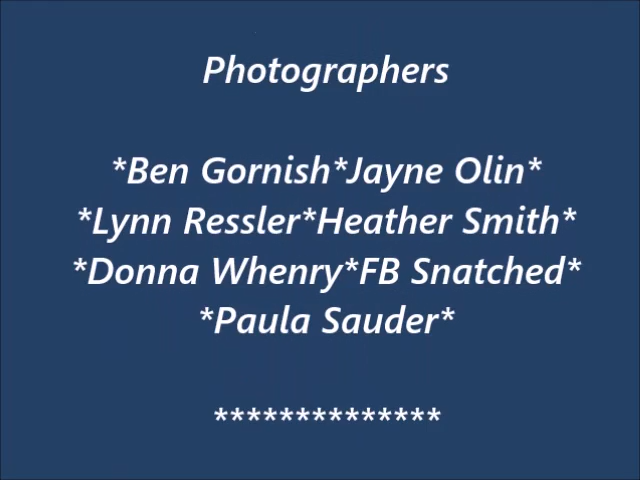 Photographers
*Ben Gornish*Jayne Olin*
*Lynn Ressler*Heather Smith*
*Donna Whenry*FB Snatched*
*Paula Sauder*
**************